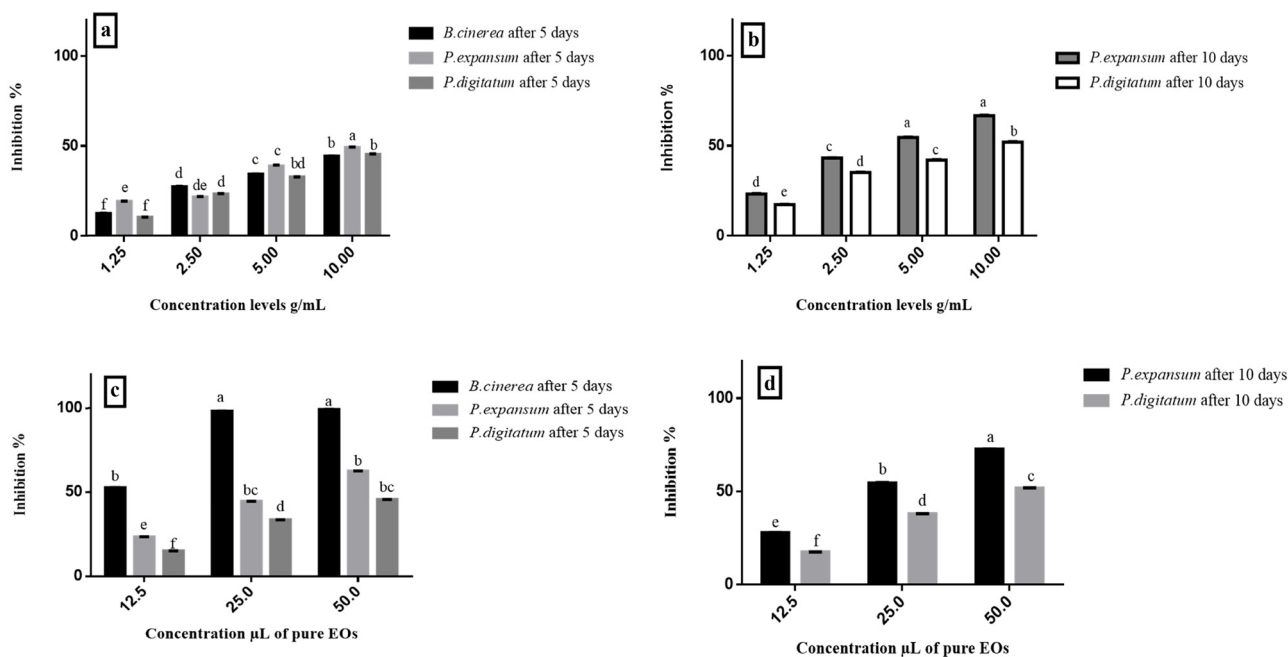 a
B.cinerea after 5 days
P.expansum after 5 days
P.digitatum after 5 days
Inhibition %
100
50
0
f e f
d de d
c c bd
b a b
1.25 2.50 5.00 10.00
Concentration levels g/mL
b
P.expansum after 10 days
P.digitatum after 10 days
Inhibition %
100
50
0
d e
c d
a c
a b
1.25 2.50 5.00 10.00
Concentration levels g/mL
c
B.cinerea after 5 days
P.expansum after 5 days
P.digitatum after 5 days
Inhibition %
100
50
0
b e f
a bc d
a b bc
12.5 25.0 50.0
Concentration µL of pure EOs
d
P.expansum after 10 days
P.digitatum after 10 days
Inhibition %
100
50
0
e f
b d
a c
12.5 25.0 50.0
Concentration µL of pure EOs